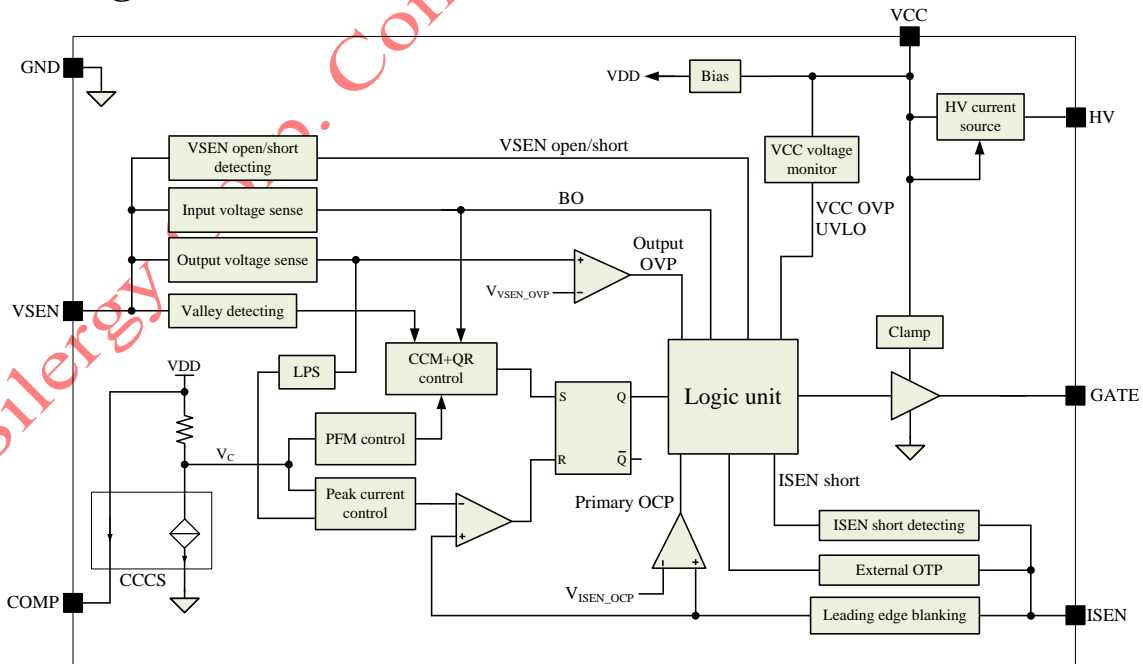 VCC
GND
VDD
Bias
HV current
source
HV
VSEN open/short
detecting
VSEN open/short
VCC voltage
monitor
Input voltage sense
BO
VCC OVP
UVLO
Output voltage sense
Output
OVP
+
−
VVSEN_OVP
VSEN
Valley detecting
Clamp
VDD
LPS
CCM+QR
control
Logic unit
GATE
S
Q
PFM control
VC
R
Q̅
Peak current
control
−
+
Primary OCP
ISEN short
ISEN short detecting
External OTP
CCCS
−
+
VISEN_OCP
COMP
Leading edge blanking
ISEN
Silergy Corp. Con